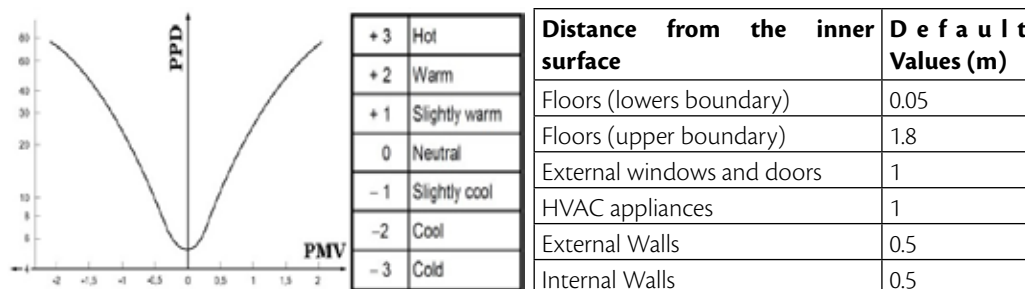 PPD
80
60
40
30
20
10
8
6
4
PMV
-2 -1,5 -1 -0,5 0 0,5 1 1,5 2
+ 3 Hot
+ 2 Warm
+ 1 Slightly warm
0 Neutral
– 1 Slightly cool
–2 Cool
– 3 Cold
Distance from the inner D e f a u l t
surface Values (m)
Floors (lowers boundary) 0.05
Floors (upper boundary) 1.8
External windows and doors 1
HVAC appliances 1
External Walls 0.5
Internal Walls 0.5